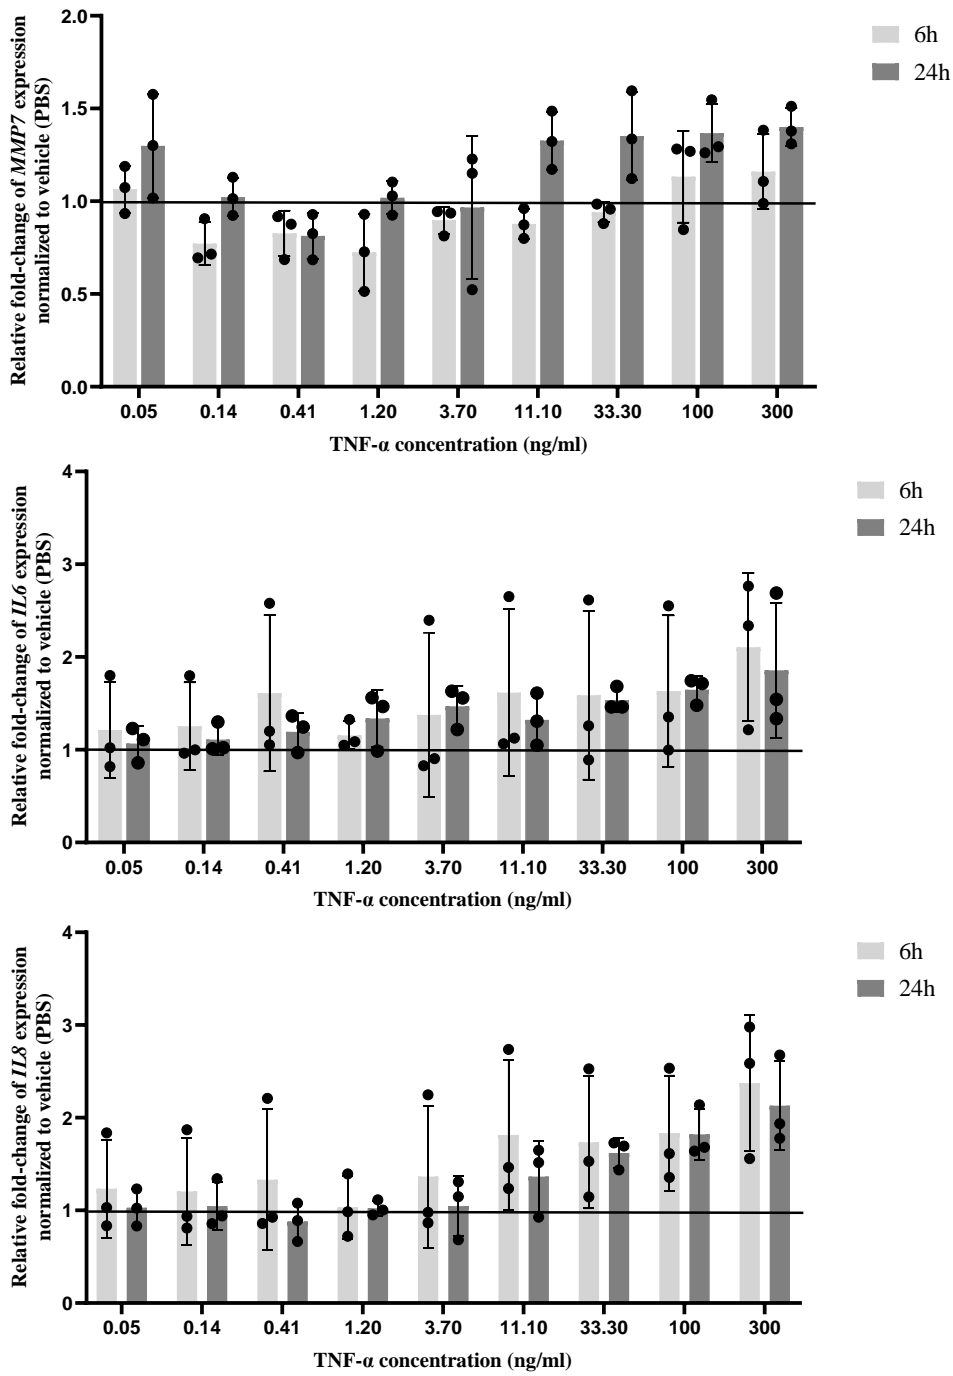 Relative fold-change of MMP7 expression
normalized to vehicle (PBS)
2.0
1.5
1.0
0.5
0.0
0.05 0.14 0.41 1.20 3.70 11.10 33.30 100 300
TNF-α concentration (ng/ml)
6h
24h
Relative fold-change of IL6 expression
normalized to vehicle (PBS)
4
3
2
1
0
0.05 0.14 0.41 1.20 3.70 11.10 33.30 100 300
TNF-α concentration (ng/ml)
6h
24h
Relative fold-change of IL8 expression
normalized to vehicle (PBS)
4
3
2
1
0
0.05 0.14 0.41 1.20 3.70 11.10 33.30 100 300
TNF-α concentration (ng/ml)
6h
24h